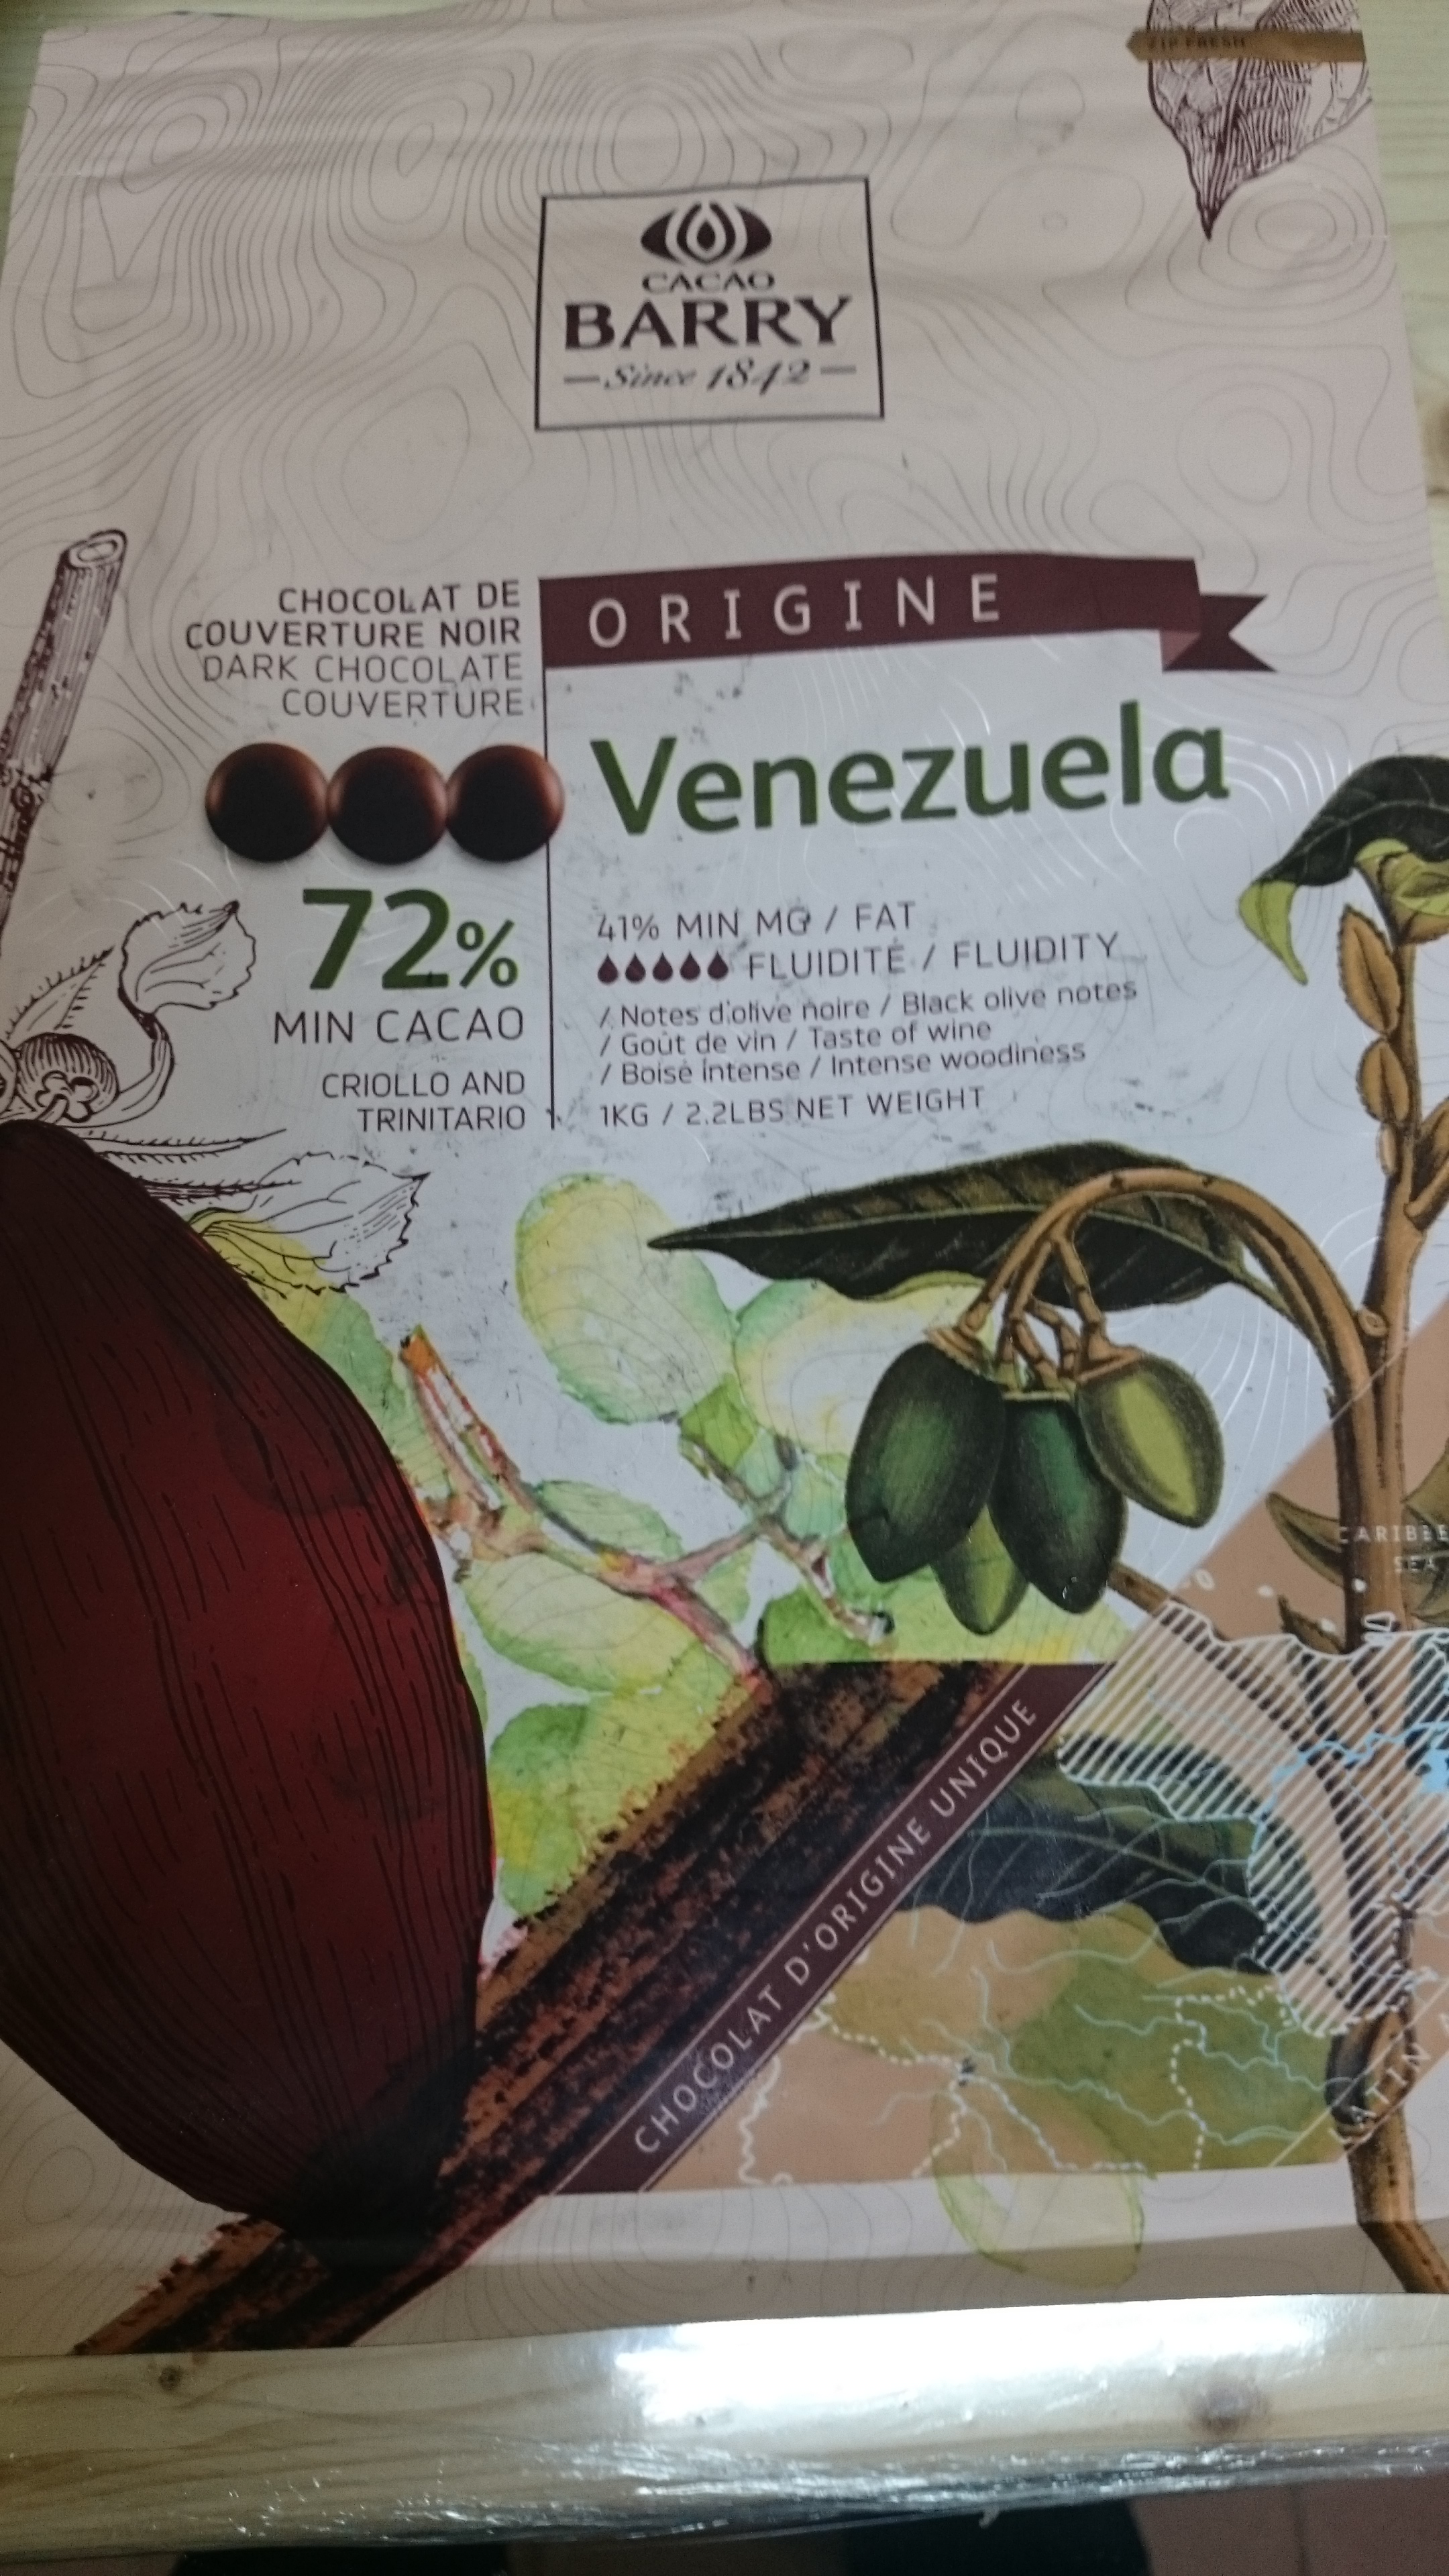 ZIP FRESH
CACAO
BARRY
Since 1842
CHOCOLAT DE
COUVERTURE NOIR
DARK CHOCOLATE
COUVERTURE
72%
MIN CACAO
CRIOLLO AND
TRINITARIO
ORIGINE
Venezuela
41% MIN MG / FAT
FLUIDITÉ / FLUIDITY
/ Notes d'olive noire / Black olive notes
/ Goût de vin / Taste of wine
/ Boisé intense / Intense woodiness
1KG / 2.2LBS NET WEIGHT
CARIBBE
SEA
CHOCOLAT D'ORIGINE UNIQUE
LATIN